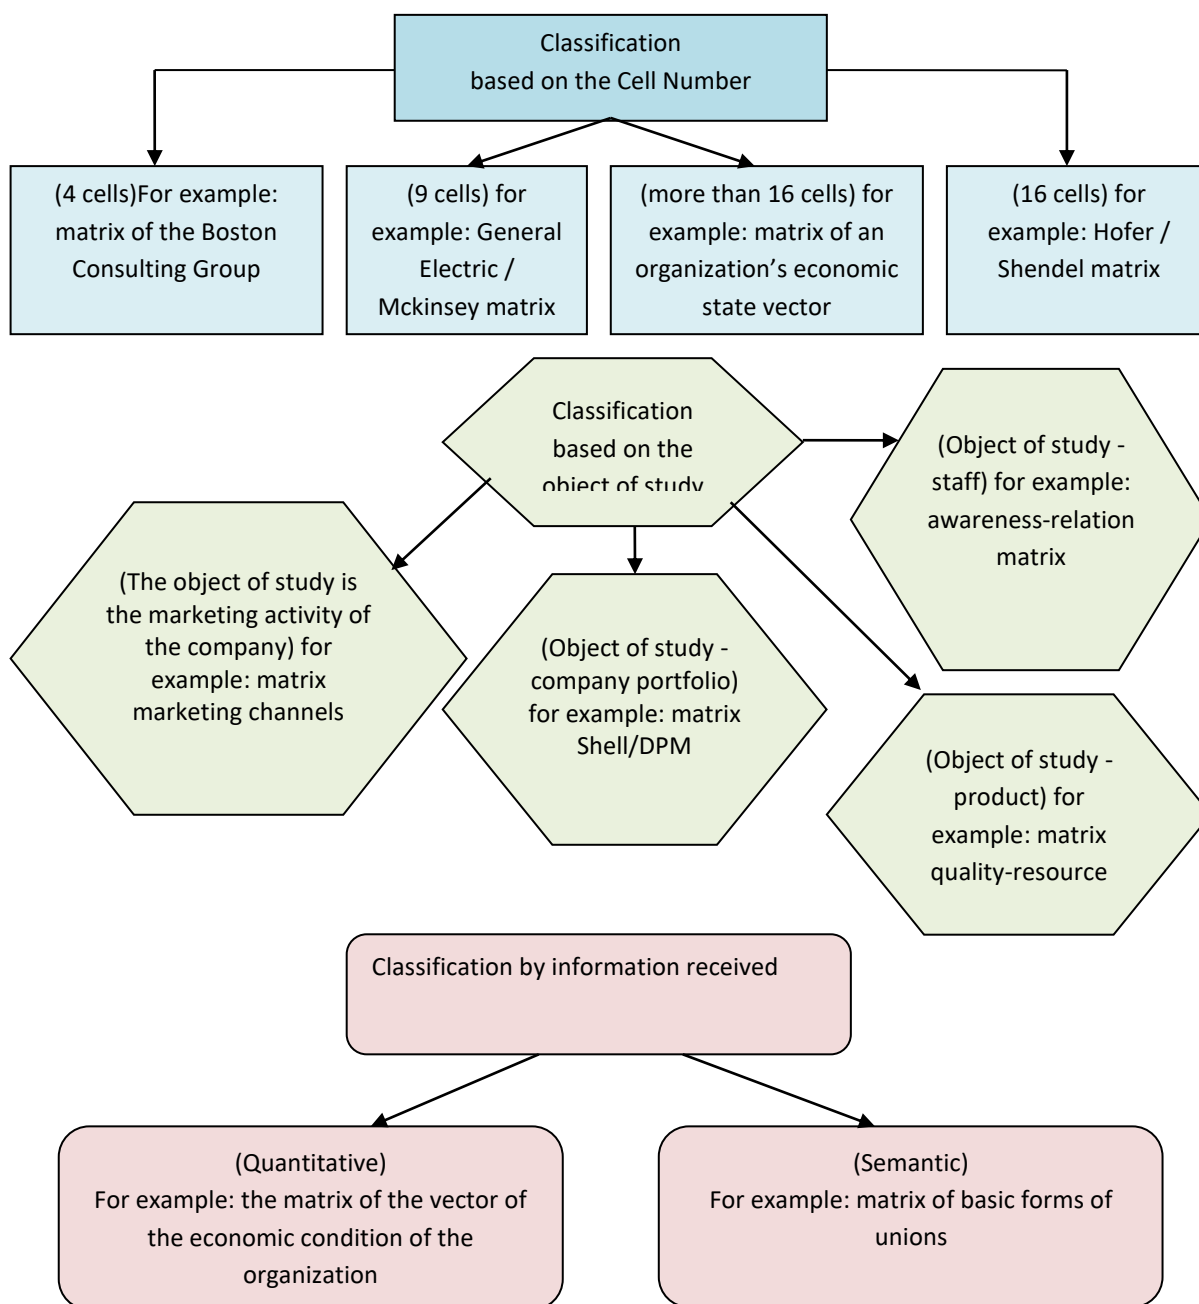 Classification
based on the Cell Number
(4 cells)For example:
matrix of the Boston
Consulting Group
(9 cells) for
example: General
Electric /
Mckinsey matrix
(more than 16 cells) for
example: matrix of an
organization’s economic
state vector
(16 cells) for
example: Hofer /
Shendel matrix
Classification
based on the
object of study
(Object of study -
staff) for example:
awareness-relation
matrix
(The object of study is
the marketing activity of
the company) for
example: matrix
marketing channels
(Object of study -
company portfolio)
for example: matrix
Shell/DPM
(Object of study -
product) for
example: matrix
quality-resource
Classification by information received
(Quantitative)
For example: the matrix of the vector of
the economic condition of the
organization
(Semantic)
For example: matrix of basic forms of
unions